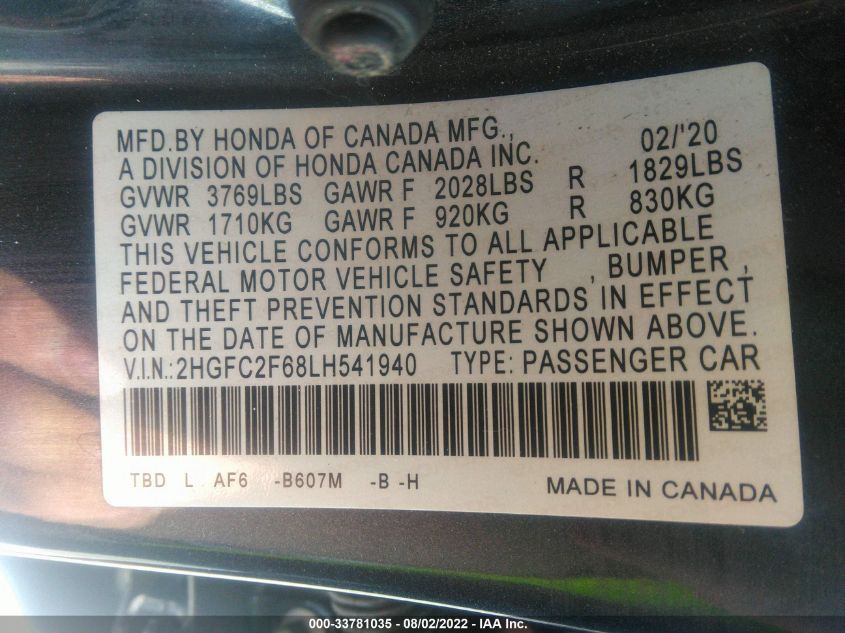 MFD.BY HONDA OF CANADA MFG., 02/'20
A DIVISION OF HONDA CANADA INC.
GVWR 3769LBS GAWR F 2028LBS R 1829LBS
GVWR 1710KG GAWR F 920KG R 830KG
THIS VEHICLE CONFORMS TO ALL APPLICABLE
FEDERAL MOTOR VEHICLE SAFETY , BUMPER ,
AND THEFT PREVENTION STANDARDS IN EFFECT
ON THE DATE OF MANUFACTURE SHOWN ABOVE.
V.I.N.:2HGFC2F68LH541940 TYPE: PASSENGER CAR
TBD L AF6 -B607M -B -H
MADE IN CANADA
000-33781035 - 08/02/2022 - IAA Inc.